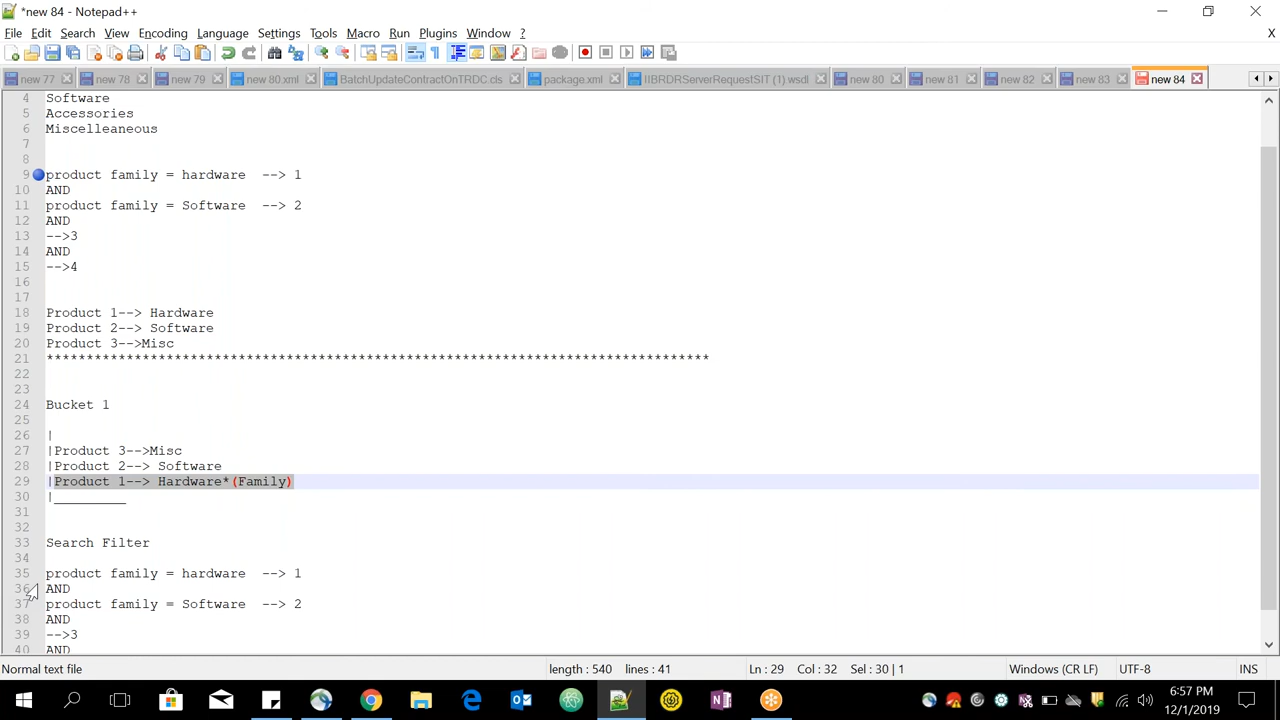 *new 84 - Notepad++
File Edit Search View Encoding Language Settings Tools Macro Run Plugins Window ? X
new 77 new 78 new 79 new 80.xml BatchUpdateContractOnTRDC.cls package.xml IIBRDRServerRequestSIT (1).wsdl new 80 new 81 new 82 new 83 new 84
4 Software
5 Accessories
6 Miscelleaneous
7
8
9 product family = hardware --> 1
10 AND
11 product family = Software --> 2
12 AND
13 -->3
14 AND
15 -->4
16
17
18 Product 1--> Hardware
19 Product 2--> Software
20 Product 3-->Misc
21 ***********************************************************************************
22
23
24 Bucket 1
25
26 |
27 |Product 3-->Misc
28 |Product 2--> Software
29 |Product 1--> Hardware*(Family)
30 |_________
31
32
33 Search Filter
34
35 product family = hardware --> 1
36 AND
37 product family = Software --> 2
38 AND
39 -->3
40 AND
Normal text file length : 540 lines : 41 Ln : 29 Col : 32 Sel : 30 | 1 Windows (CR LF) UTF-8 INS
6:57 PM
12/1/2019